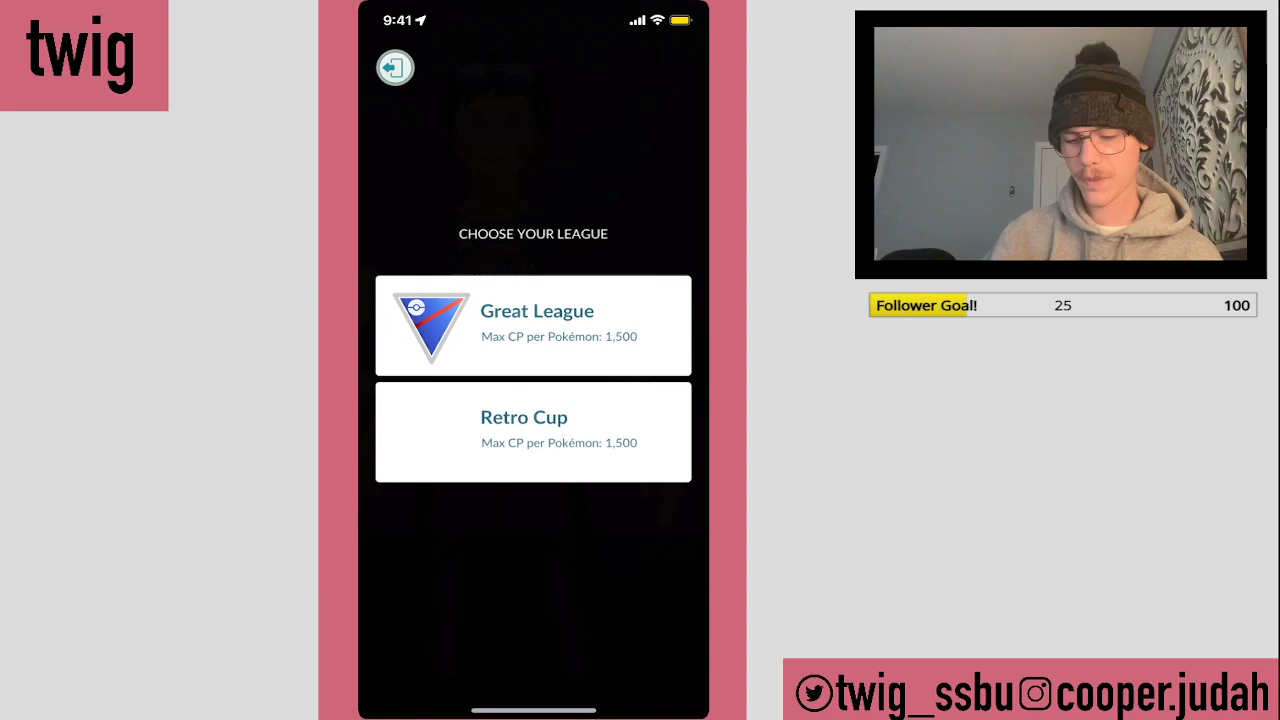 twig
9:41
CHOOSE YOUR LEAGUE
Great League
Max CP per Pokémon: 1,500
Retro Cup
Max CP per Pokémon: 1,500
Follower Goal! 25 100
twig_ssbu cooper.judah